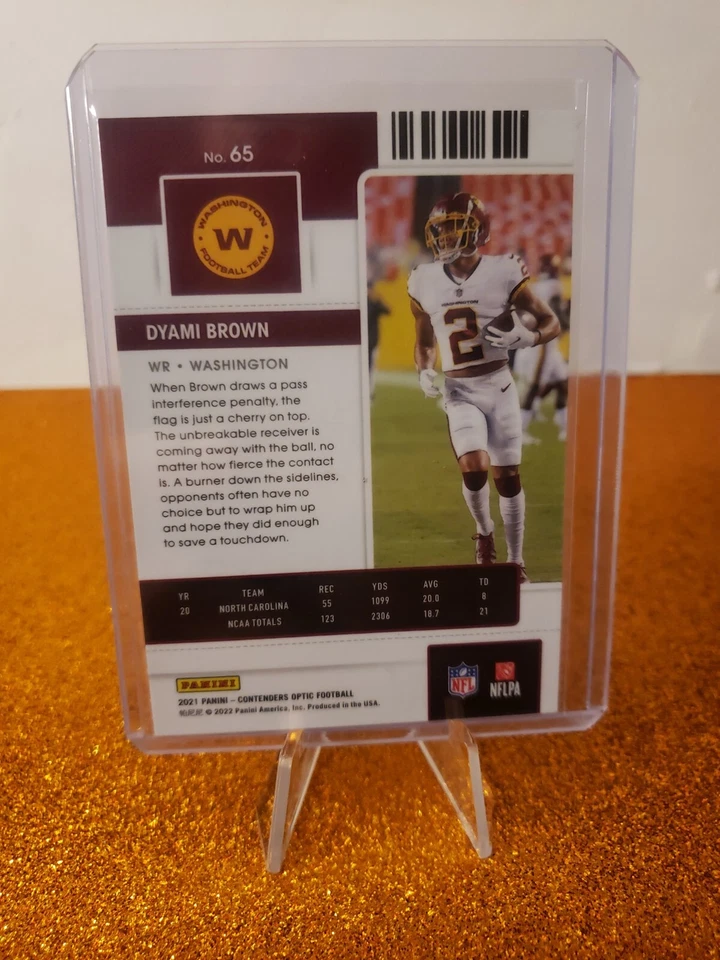 No. 65
WASHINGTON
W
FOOTBALL TEAM
WASHINGTON
2
DYAMI BROWN
WR • WASHINGTON
When Brown draws a pass
interference penalty, the
flag is just a cherry on top.
The unbreakable receiver is
coming away with the ball, no
matter how fierce the contact
is. A burner down the sidelines,
opponents often have no
choice but to wrap him up
and hope they did enough
to save a touchdown.
YR TEAM REC YDS AVG TD
20 NORTH CAROLINA 55 1099 20.0 8
NCAA TOTALS 123 2306 18.7 21
PANINI
2021 PANINI – CONTENDERS OPTIC FOOTBALL
© 2022 Panini America, Inc. Produced in the USA.
NFL
NFLPA